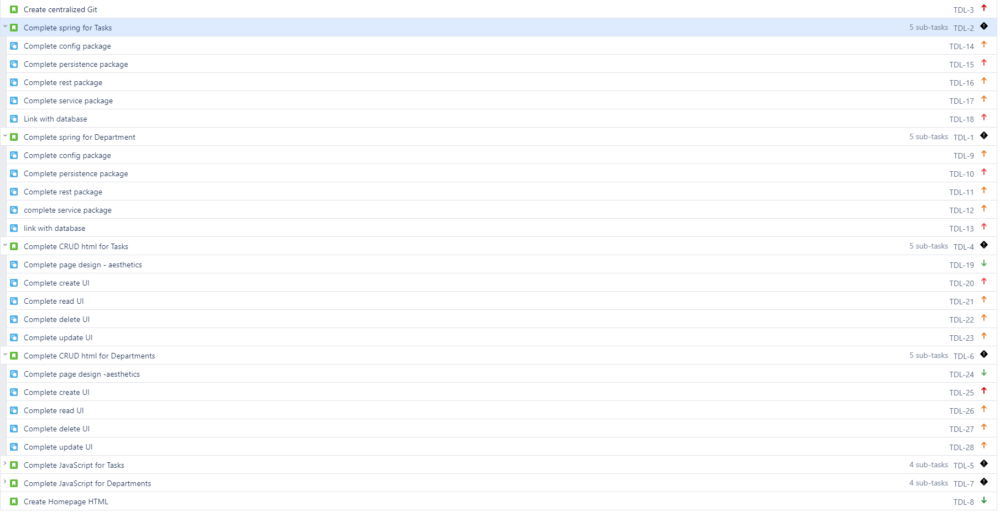 Create centralized Git TDL-3
Complete spring for Tasks 5 sub-tasks TDL-2
Complete config package TDL-14
Complete persistence package TDL-15
Complete rest package TDL-16
Complete service package TDL-17
Link with database TDL-18
Complete spring for Department 5 sub-tasks TDL-1
Complete config package TDL-9
Complete persistence package TDL-10
Complete rest package TDL-11
complete service package TDL-12
link with database TDL-13
Complete CRUD html for Tasks 5 sub-tasks TDL-4
Complete page design - aesthetics TDL-19
Complete create UI TDL-20
Complete read UI TDL-21
Complete delete UI TDL-22
Complete update UI TDL-23
Complete CRUD html for Departments 5 sub-tasks TDL-6
Complete page design -aesthetics TDL-24
Complete create UI TDL-25
Complete read UI TDL-26
Complete delete UI TDL-27
Complete update UI TDL-28
Complete JavaScript for Tasks 4 sub-tasks TDL-5
Complete JavaScript for Departments 4 sub-tasks TDL-7
Create Homepage HTML TDL-8